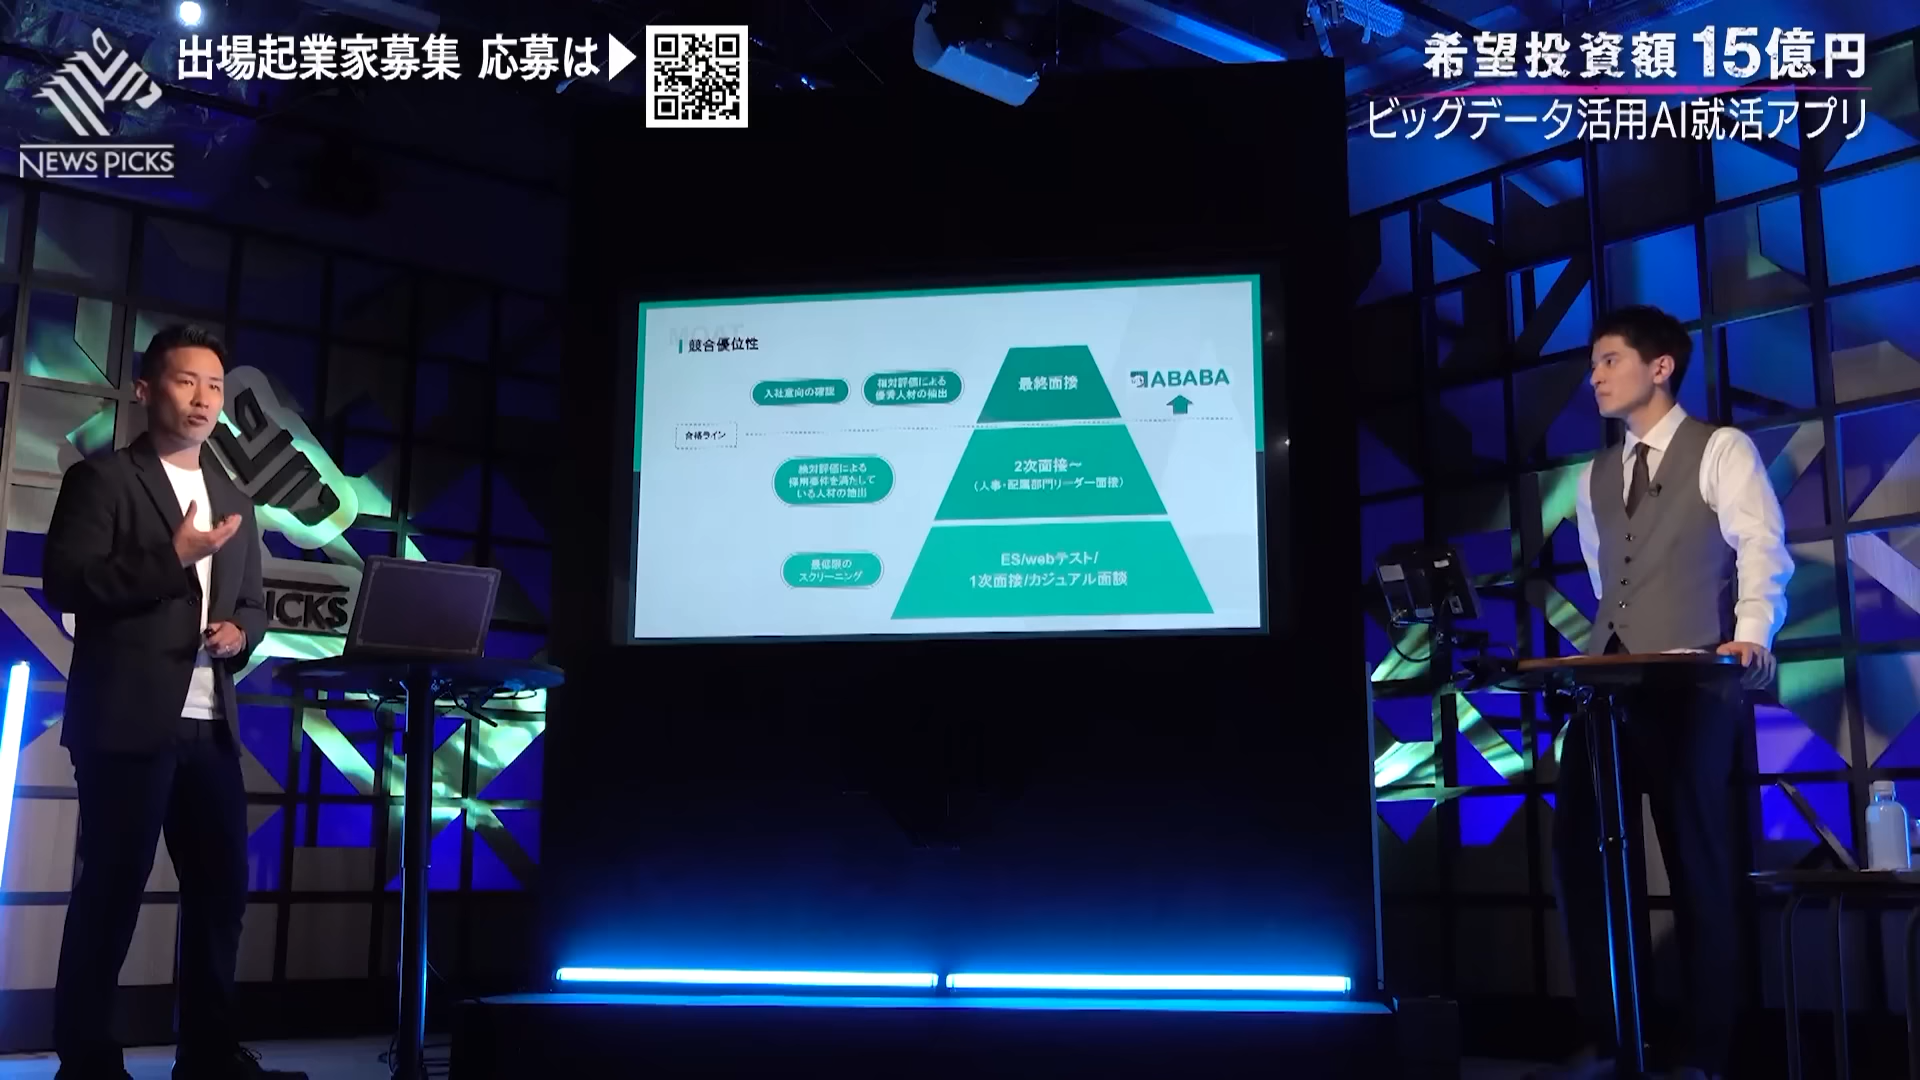 出場起業家募集 応募は▶
NEWSPICKS
希望投資額 15億円
ビッグデータ活用AI就活アプリ
MOAT
競合優位性
入社意向の確認
相対評価による
優秀人材の抽出
最終面接
ABABA
合格ライン
絶対評価による
採用要件を満たして
いる人材の抽出
2次面接～
（人事・配属部門リーダー面接）
最低限の
スクリーニング
ES/webテスト/
1次面接/カジュアル面談
PICKS